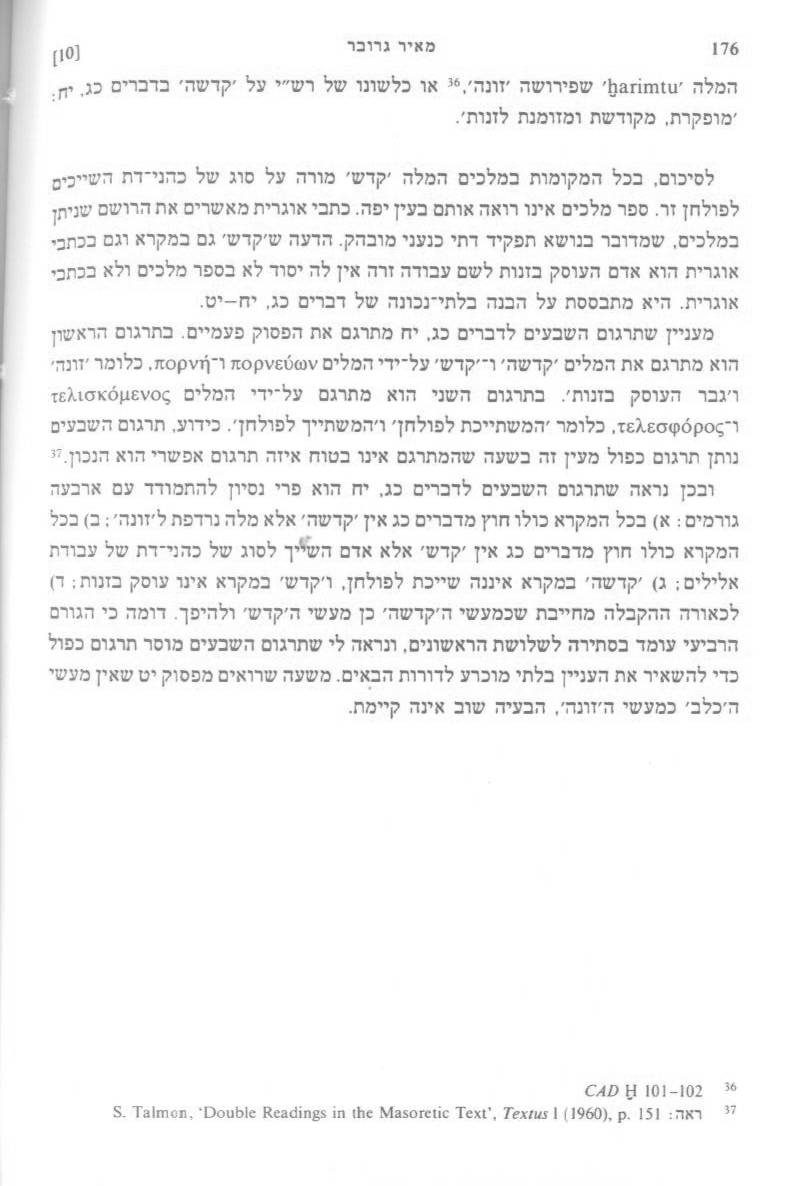 176 מאיר גרובר [10]
המלה 'ḫarimtu' שפירושה 'זונה',36 או כלשונו של רש"י על 'קדשה' בדברים כג, יח:
'מופקרת, מקודשת ומזומנת לזנות'.
לסיכום, בכל המקומות במלכים המלה 'קדש' מורה על סוג של כהני־דת השייכים
לפולחן זר. ספר מלכים אינו רואה אותם בעין יפה. כתבי אוגרית מאשרים את הרושם שניתן
במלכים, שמדובר בנושא תפקיד דתי כנעני מובהק. הדעה ש'קדש' גם במקרא וגם בכתבי
אוגרית הוא אדם העוסק בזנות לשם עבודה זרה אין לה יסוד לא בספר מלכים ולא בכתבי
אוגרית. היא מתבססת על הבנה בלתי־נכונה של דברים כג, יח–יט.
מעניין שתרגום השבעים לדברים כג, יח מתרגם את הפסוק פעמיים. בתרגום הראשון
הוא מתרגם את המלים 'קדשה' ו־'קדש' על־ידי המלים πορνεύων ו־πορνή, כלומר 'זונה'
ו'גבר העוסק בזנות'. בתרגום השני הוא מתרגם על־ידי המלים τελισκόμενος
ו־τελεσφόρος, כלומר 'המשתייכת לפולחן' ו'המשתייך לפולחן'. כידוע, תרגום השבעים
נותן תרגום כפול מעין זה בשעה שהמתרגם אינו בטוח איזה תרגום אפשרי הוא הנכון.37
ובכן נראה שתרגום השבעים לדברים כג, יח הוא פרי נסיון להתמודד עם ארבעה
גורמים: א) בכל המקרא כולו חוץ מדברים כג אין 'קדשה' אלא מלה נרדפת ל'זונה'; ב) בכל
המקרא כולו חוץ מדברים כג אין 'קדש' אלא אדם השייך לסוג של כהני־דת של עבודת
אלילים; ג) 'קדשה' במקרא איננה שייכת לפולחן, ו'קדש' במקרא אינו עוסק בזנות; ד)
לכאורה ההקבלה מחייבת שכמעשי ה'קדשה' כן מעשי ה'קדש' ולהיפך. דומה כי הגורם
הרביעי עומד בסתירה לשלושת הראשונים, ונראה לי שתרגום השבעים מוסר תרגום כפול
כדי להשאיר את העניין בלתי מוכרע לדורות הבאים. משעה שרואים מפסוק יט שאין מעשי
ה'כלב' כמעשי ה'זונה', הבעיה שוב אינה קיימת.
36 CAD Ḫ 101–102
37 ראה: S. Talmon, 'Double Readings in the Masoretic Text', Textus 1 (1960), p. 151